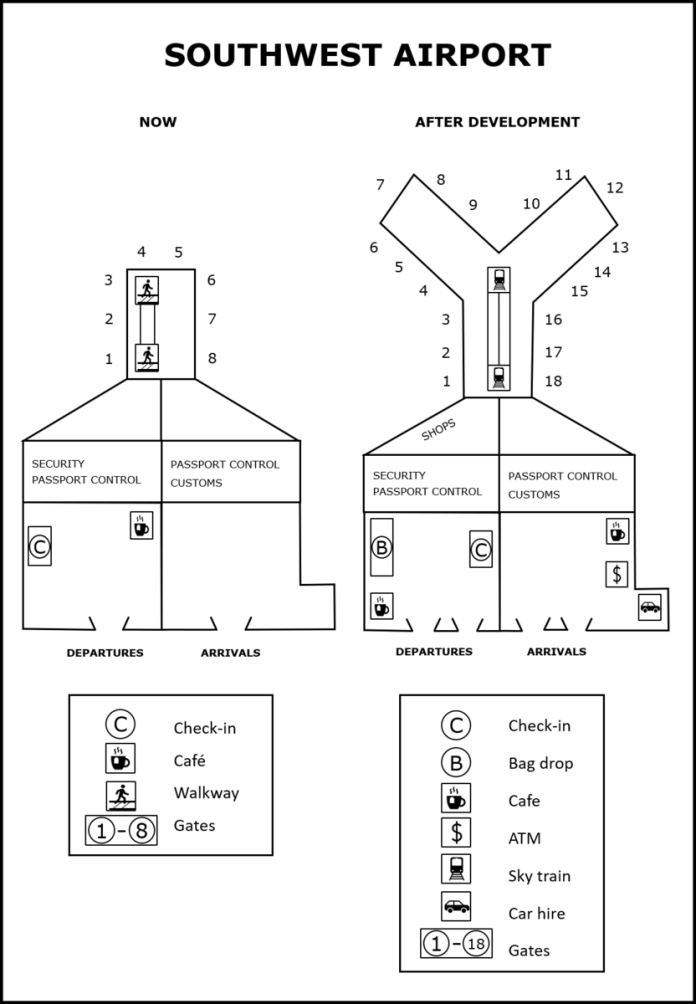 SOUTHWEST AIRPORT
NOW
4 5
3 6
2 7
1 8
SECURITY
PASSPORT CONTROL
PASSPORT CONTROL
CUSTOMS
C
DEPARTURES
ARRIVALS
C Check-in
Café
Walkway
1 - 8 Gates
AFTER DEVELOPMENT
7 8 11 12
9 10
6 13
5 14
4 15
3 16
2 17
1 18
SHOPS
SECURITY
PASSPORT CONTROL
PASSPORT CONTROL
CUSTOMS
B C
$
DEPARTURES
ARRIVALS
C Check-in
B Bag drop
Cafe
$ ATM
Sky train
Car hire
1 - 18 Gates